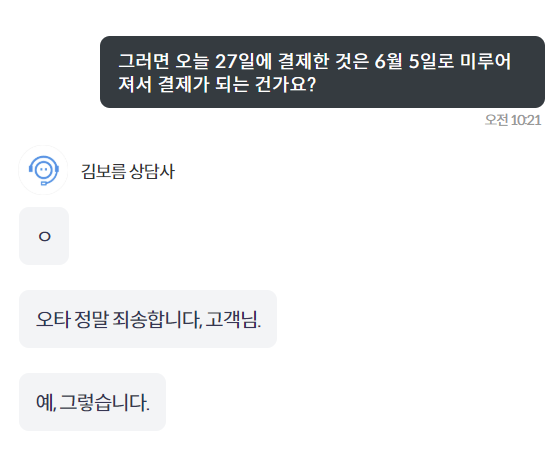 그러면 오늘 27일에 결제한 것은 6월 5일로 미루어
져서 결제가 되는 건가요?
오전 10:21
김보름 상담사
ㅇ
오타 정말 죄송합니다, 고객님.
예, 그렇습니다.